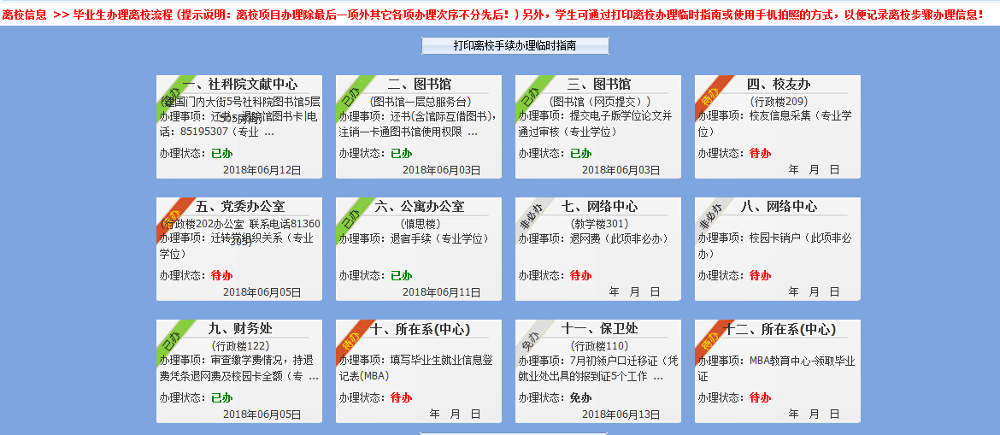 离校信息 >> 毕业生办理离校流程 (提示说明: 离校项目办理除最后一项外其它各项办理次序不分先后! ) 另外, 学生可通过打印离校办理临时指南或使用手机拍照的方式, 以便记录离校步骤办理信息!
打印离校手续办理临时指南
已办
一、社科院文献中心
(建国门内大街5号社科院图书馆5层
505房间)
办理事项: 还书、退院馆图书卡|电
话: 85195307 (专业 ...
办理状态: 已办
2018年06月12日
已办
二、图书馆
(图书馆一层总服务台)
办理事项: 还书(含馆际互借图书),
注销一卡通图书馆使用权限 ...
办理状态: 已办
2018年06月03日
已办
三、图书馆
(图书馆 (网页提交) )
办理事项: 提交电子版学位论文并
通过审核 (专业学位)
办理状态: 已办
2018年06月03日
待办
四、校友办
(行政楼209)
办理事项: 校友信息采集 (专业学
位)
办理状态: 待办
年 月 日
待办
五、党委办公室
(行政楼202办公室 联系电话81360
305)
办理事项: 迁转党组织关系 (专业
学位)
办理状态: 待办
2018年06月05日
已办
六、公寓办公室
(慎思楼)
办理事项: 退宿手续 (专业学位)
办理状态: 已办
2018年06月11日
非必办
七、网络中心
(教学楼301)
办理事项: 退网费 (此项非必办)
办理状态: 待办
年 月 日
非必办
八、网络中心
办理事项: 校园卡销户 (此项非必
办)
办理状态: 待办
年 月 日
已办
九、财务处
(行政楼122)
办理事项: 审查缴学费情况, 持退
费凭条退网费及校园卡全额 (专 ...
办理状态: 已办
2018年06月05日
待办
十、所在系(中心)
办理事项: 填写毕业生就业信息登
记表(MBA)
办理状态: 待办
年 月 日
免办
十一、保卫处
(行政楼110)
办理事项: 7月初领户口迁移证 (凭
就业处出具的报到证5个工作 ...
办理状态: 免办
2018年06月13日
待办
十二、所在系(中心)
办理事项: MBA教育中心-领取毕业
证
办理状态: 待办
年 月 日